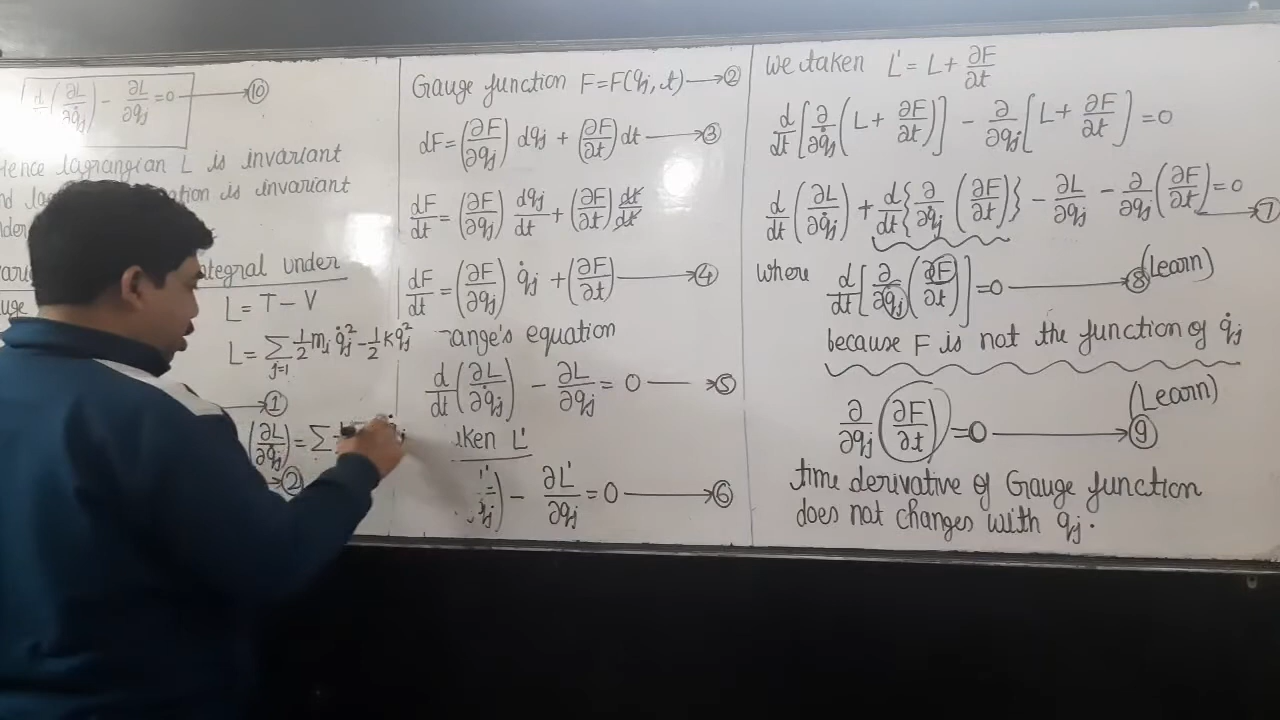 d/dt (∂L/∂q̇j) - ∂L/∂qj = 0 → ⑩
Hence lagrangian L is invariant
is invariant
integral under
L = T - V
L = Σ j=1 ½ mj q̇j² - ½ k qj²
→ ①
(∂L/∂q̇j) = Σ
→ ②
Gauge function F = F(qj, t) → ②
dF = (∂F/∂qj) dqj + (∂F/∂t) dt → ③
dF/dt = (∂F/∂qj) dqj/dt + (∂F/∂t) dt/dt
dF/dt = (∂F/∂qj) q̇j + (∂F/∂t) → ④
range's equation
d/dt (∂L/∂q̇j) - ∂L/∂qj = 0 → ⑤
ken L'
) - ∂L'/∂qj = 0 → ⑥
We taken L' = L + ∂F/∂t
d/dt [∂/∂q̇j (L + ∂F/∂t)] - ∂/∂qj [L + ∂F/∂t] = 0
d/dt (∂L/∂q̇j) + d/dt {∂/∂q̇j (∂F/∂t)} - ∂L/∂qj - ∂/∂qj (∂F/∂t) = 0 → ⑦
where d/dt [∂/∂q̇j (∂F/∂t)] = 0 → ⑧ (Learn)
because F is not the function of q̇j
∂/∂qj (∂F/∂t) = 0 → ⑨ (Learn)
time derivative of Gauge function
does not changes with qj.